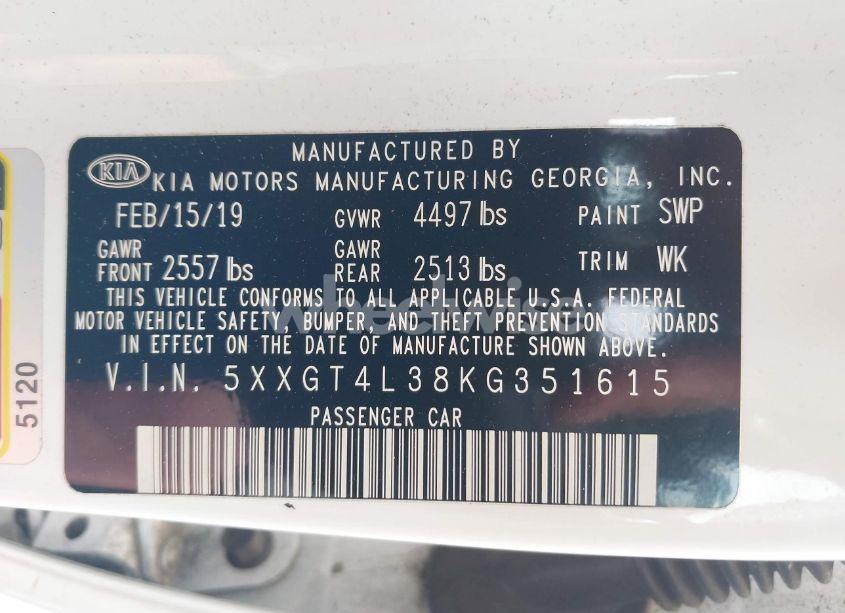 MANUFACTURED BY
KIA KIA MOTORS MANUFACTURING GEORGIA, INC.
FEB/15/19 GVWR 4497 lbs PAINT SWP
GAWR FRONT 2557 lbs GAWR REAR 2513 lbs TRIM WK
THIS VEHICLE CONFORMS TO ALL APPLICABLE U.S.A. FEDERAL
MOTOR VEHICLE SAFETY, BUMPER, AND THEFT PREVENTION STANDARDS
IN EFFECT ON THE DATE OF MANUFACTURE SHOWN ABOVE.
V.I.N. 5XXGT4L38KG351615
PASSENGER CAR
5120